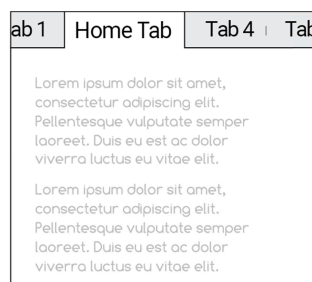 ab 1 Home Tab Tab 4 Tab
Lorem ipsum dolor sit amet,
consectetur adipiscing elit.
Pellentesque vulputate semper
laoreet. Duis eu est ac dolor
viverra luctus eu vitae elit.
Lorem ipsum dolor sit amet,
consectetur adipiscing elit.
Pellentesque vulputate semper
laoreet. Duis eu est ac dolor
viverra luctus eu vitae elit.